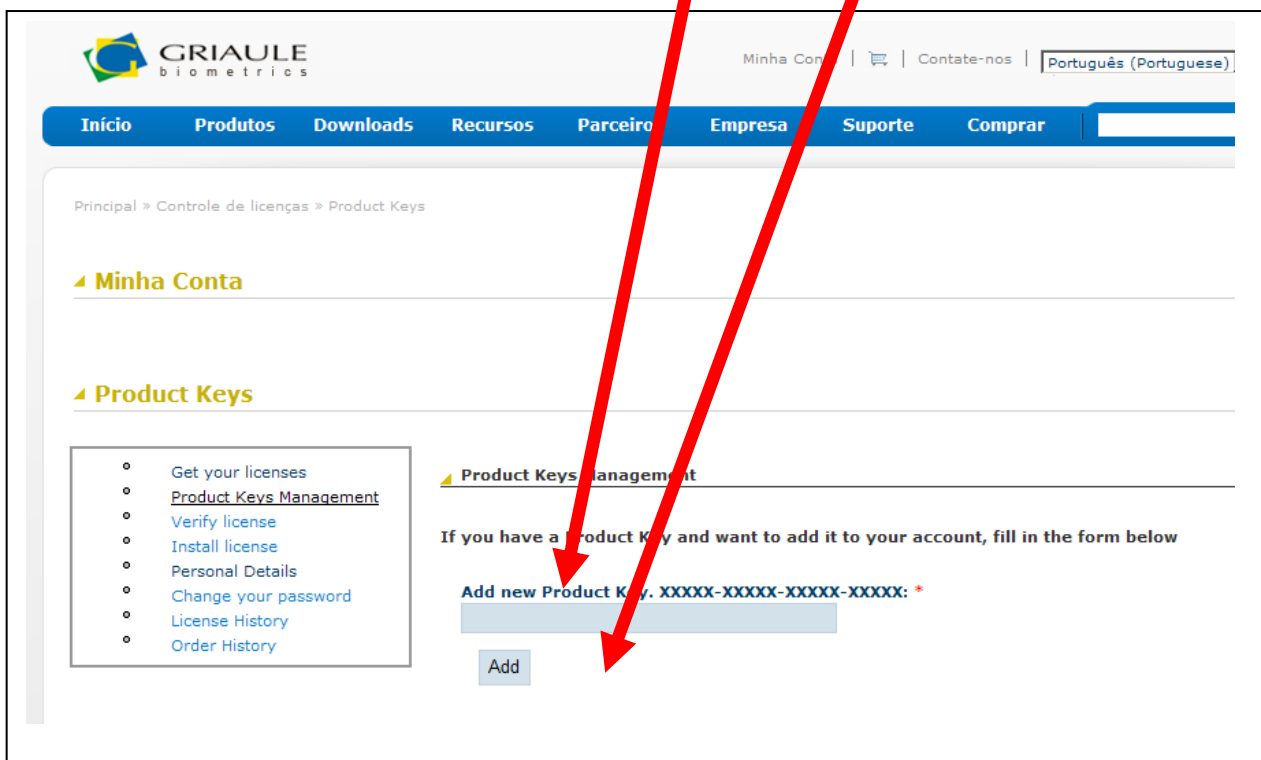 GRIAULE
biometrics
Minha Conta | | Contate-nos | Português (Portuguese)
Início Produtos Downloads Recursos Parceiros Empresa Suporte Comprar
Principal » Controle de licenças » Product Keys
Minha Conta
Product Keys
Get your licenses
Product Keys Management
Verify license
Install license
Personal Details
Change your password
License History
Order History
Product Keys Management
If you have a Product Key and want to add it to your account, fill in the form below
Add new Product Key. XXXXX-XXXXX-XXXXX-XXXXX: *
Add